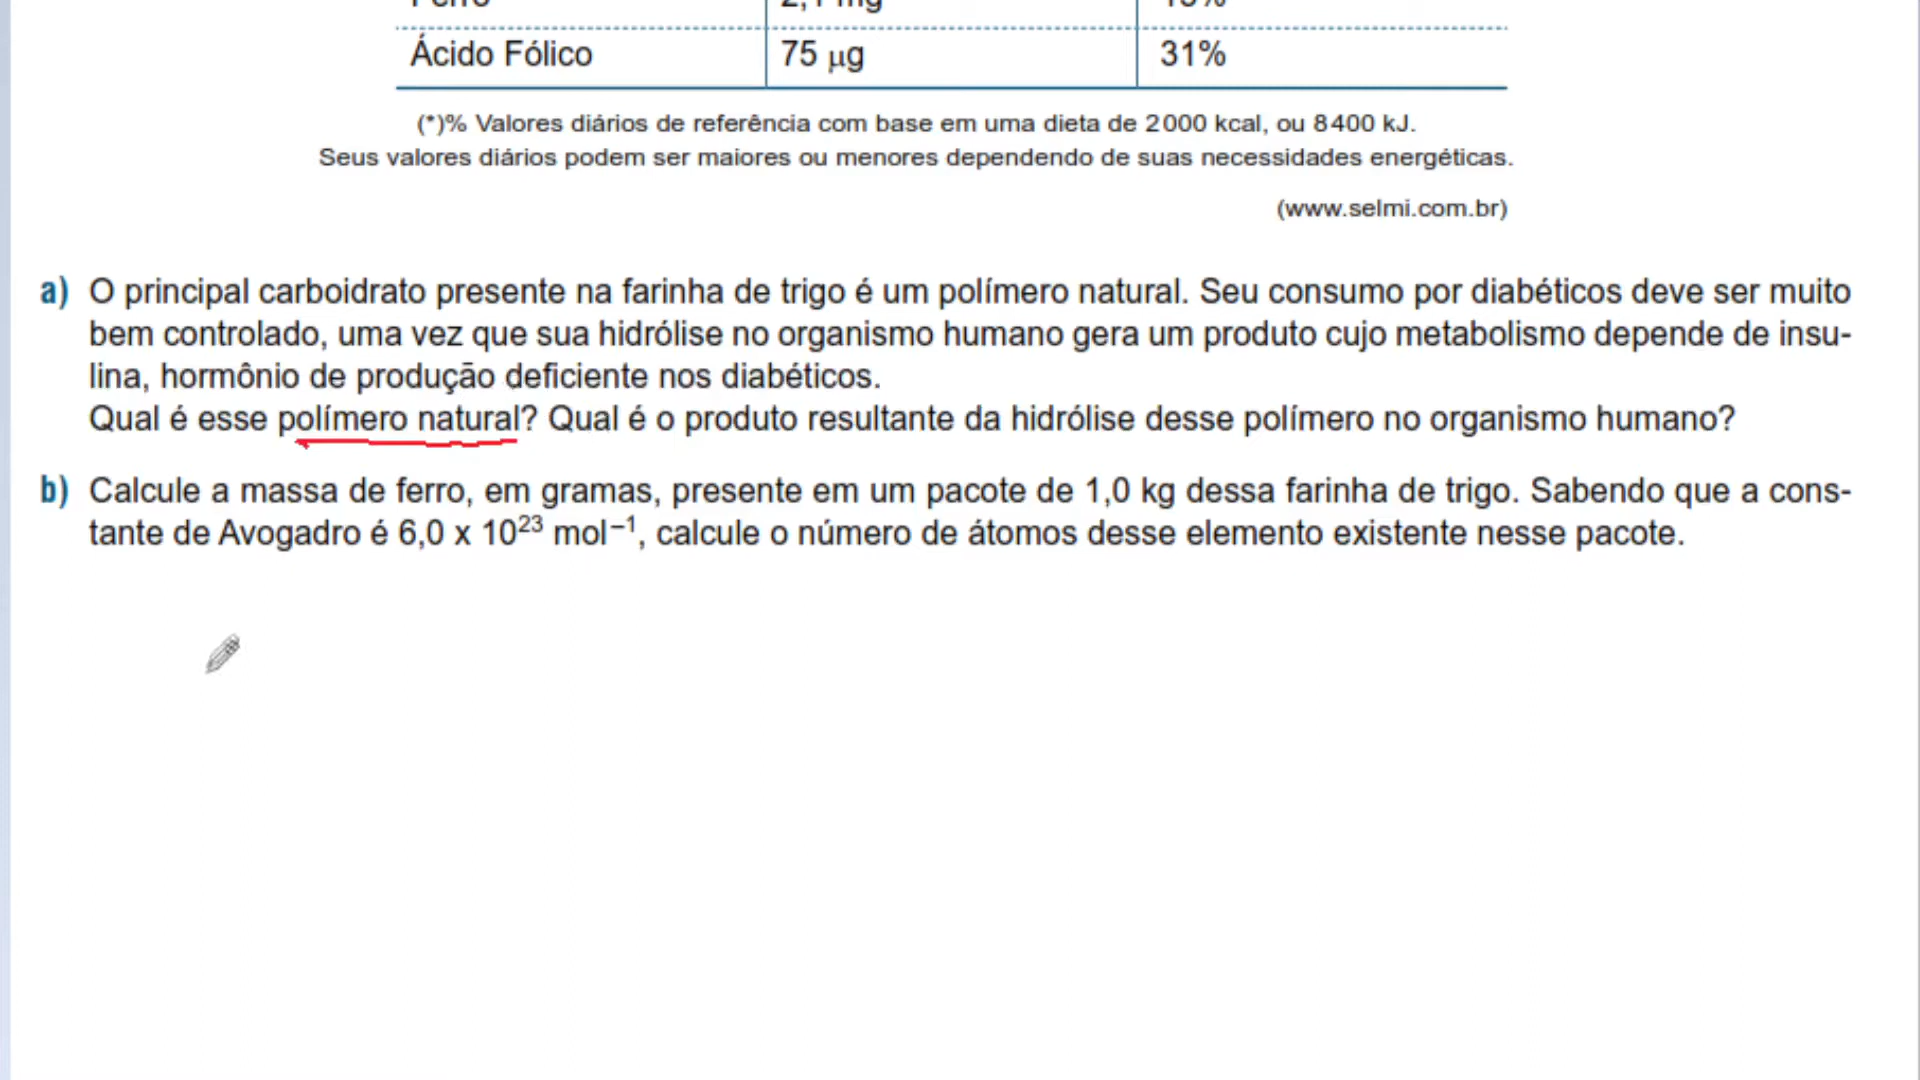 Ácido Fólico 75 µg 31%
(*)% Valores diários de referência com base em uma dieta de 2000 kcal, ou 8400 kJ.
Seus valores diários podem ser maiores ou menores dependendo de suas necessidades energéticas.
(www.selmi.com.br)
a) O principal carboidrato presente na farinha de trigo é um polímero natural. Seu consumo por diabéticos deve ser muito
bem controlado, uma vez que sua hidrólise no organismo humano gera um produto cujo metabolismo depende de insu-
lina, hormônio de produção deficiente nos diabéticos.
Qual é esse polímero natural? Qual é o produto resultante da hidrólise desse polímero no organismo humano?
b) Calcule a massa de ferro, em gramas, presente em um pacote de 1,0 kg dessa farinha de trigo. Sabendo que a cons-
tante de Avogadro é 6,0 x 10²³ mol⁻¹, calcule o número de átomos desse elemento existente nesse pacote.